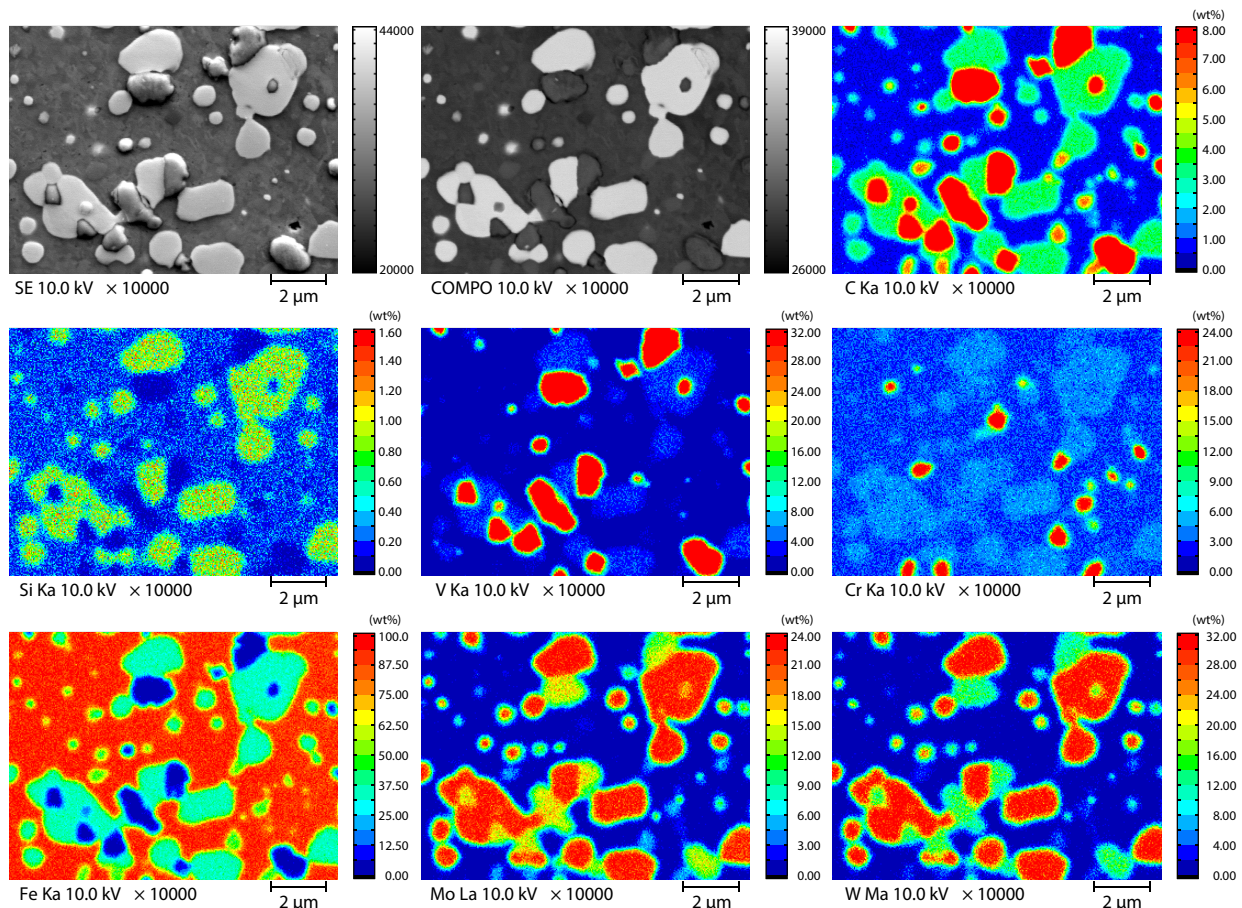 44000
20000
SE 10.0 kV × 10000
2 µm
39000
26000
COMPO 10.0 kV × 10000
2 µm
(wt%)
8.00
7.00
6.00
5.00
4.00
3.00
2.00
1.00
0.00
C Ka 10.0 kV × 10000
2 µm
(wt%)
1.60
1.40
1.20
1.00
0.80
0.60
0.40
0.20
0.00
Si Ka 10.0 kV × 10000
2 µm
(wt%)
32.00
28.00
24.00
20.00
16.00
12.00
8.00
4.00
0.00
V Ka 10.0 kV × 10000
2 µm
(wt%)
24.00
21.00
18.00
15.00
12.00
9.00
6.00
3.00
0.00
Cr Ka 10.0 kV × 10000
2 µm
(wt%)
100.0
87.50
75.00
62.50
50.00
37.50
25.00
12.50
0.00
Fe Ka 10.0 kV × 10000
2 µm
(wt%)
24.00
21.00
18.00
15.00
12.00
9.00
6.00
3.00
0.00
Mo La 10.0 kV × 10000
2 µm
(wt%)
32.00
28.00
24.00
20.00
16.00
12.00
8.00
4.00
0.00
W Ma 10.0 kV × 10000
2 µm